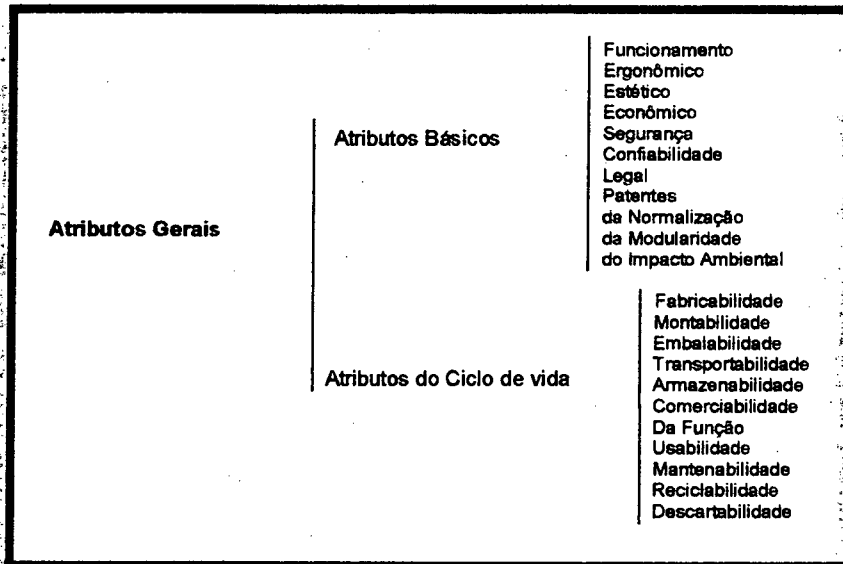 Atributos Gerais
Atributos Básicos
Funcionamento
Ergonômico
Estético
Econômico
Segurança
Confiabilidade
Legal
Patentes
da Normalização
da Modularidade
do Impacto Ambiental
Atributos do Ciclo de vida
Fabricabilidade
Montabilidade
Embalabilidade
Transportabilidade
Armazenabilidade
Comerciabilidade
Da Função
Usabilidade
Mantenabilidade
Reciclabilidade
Descartabilidade